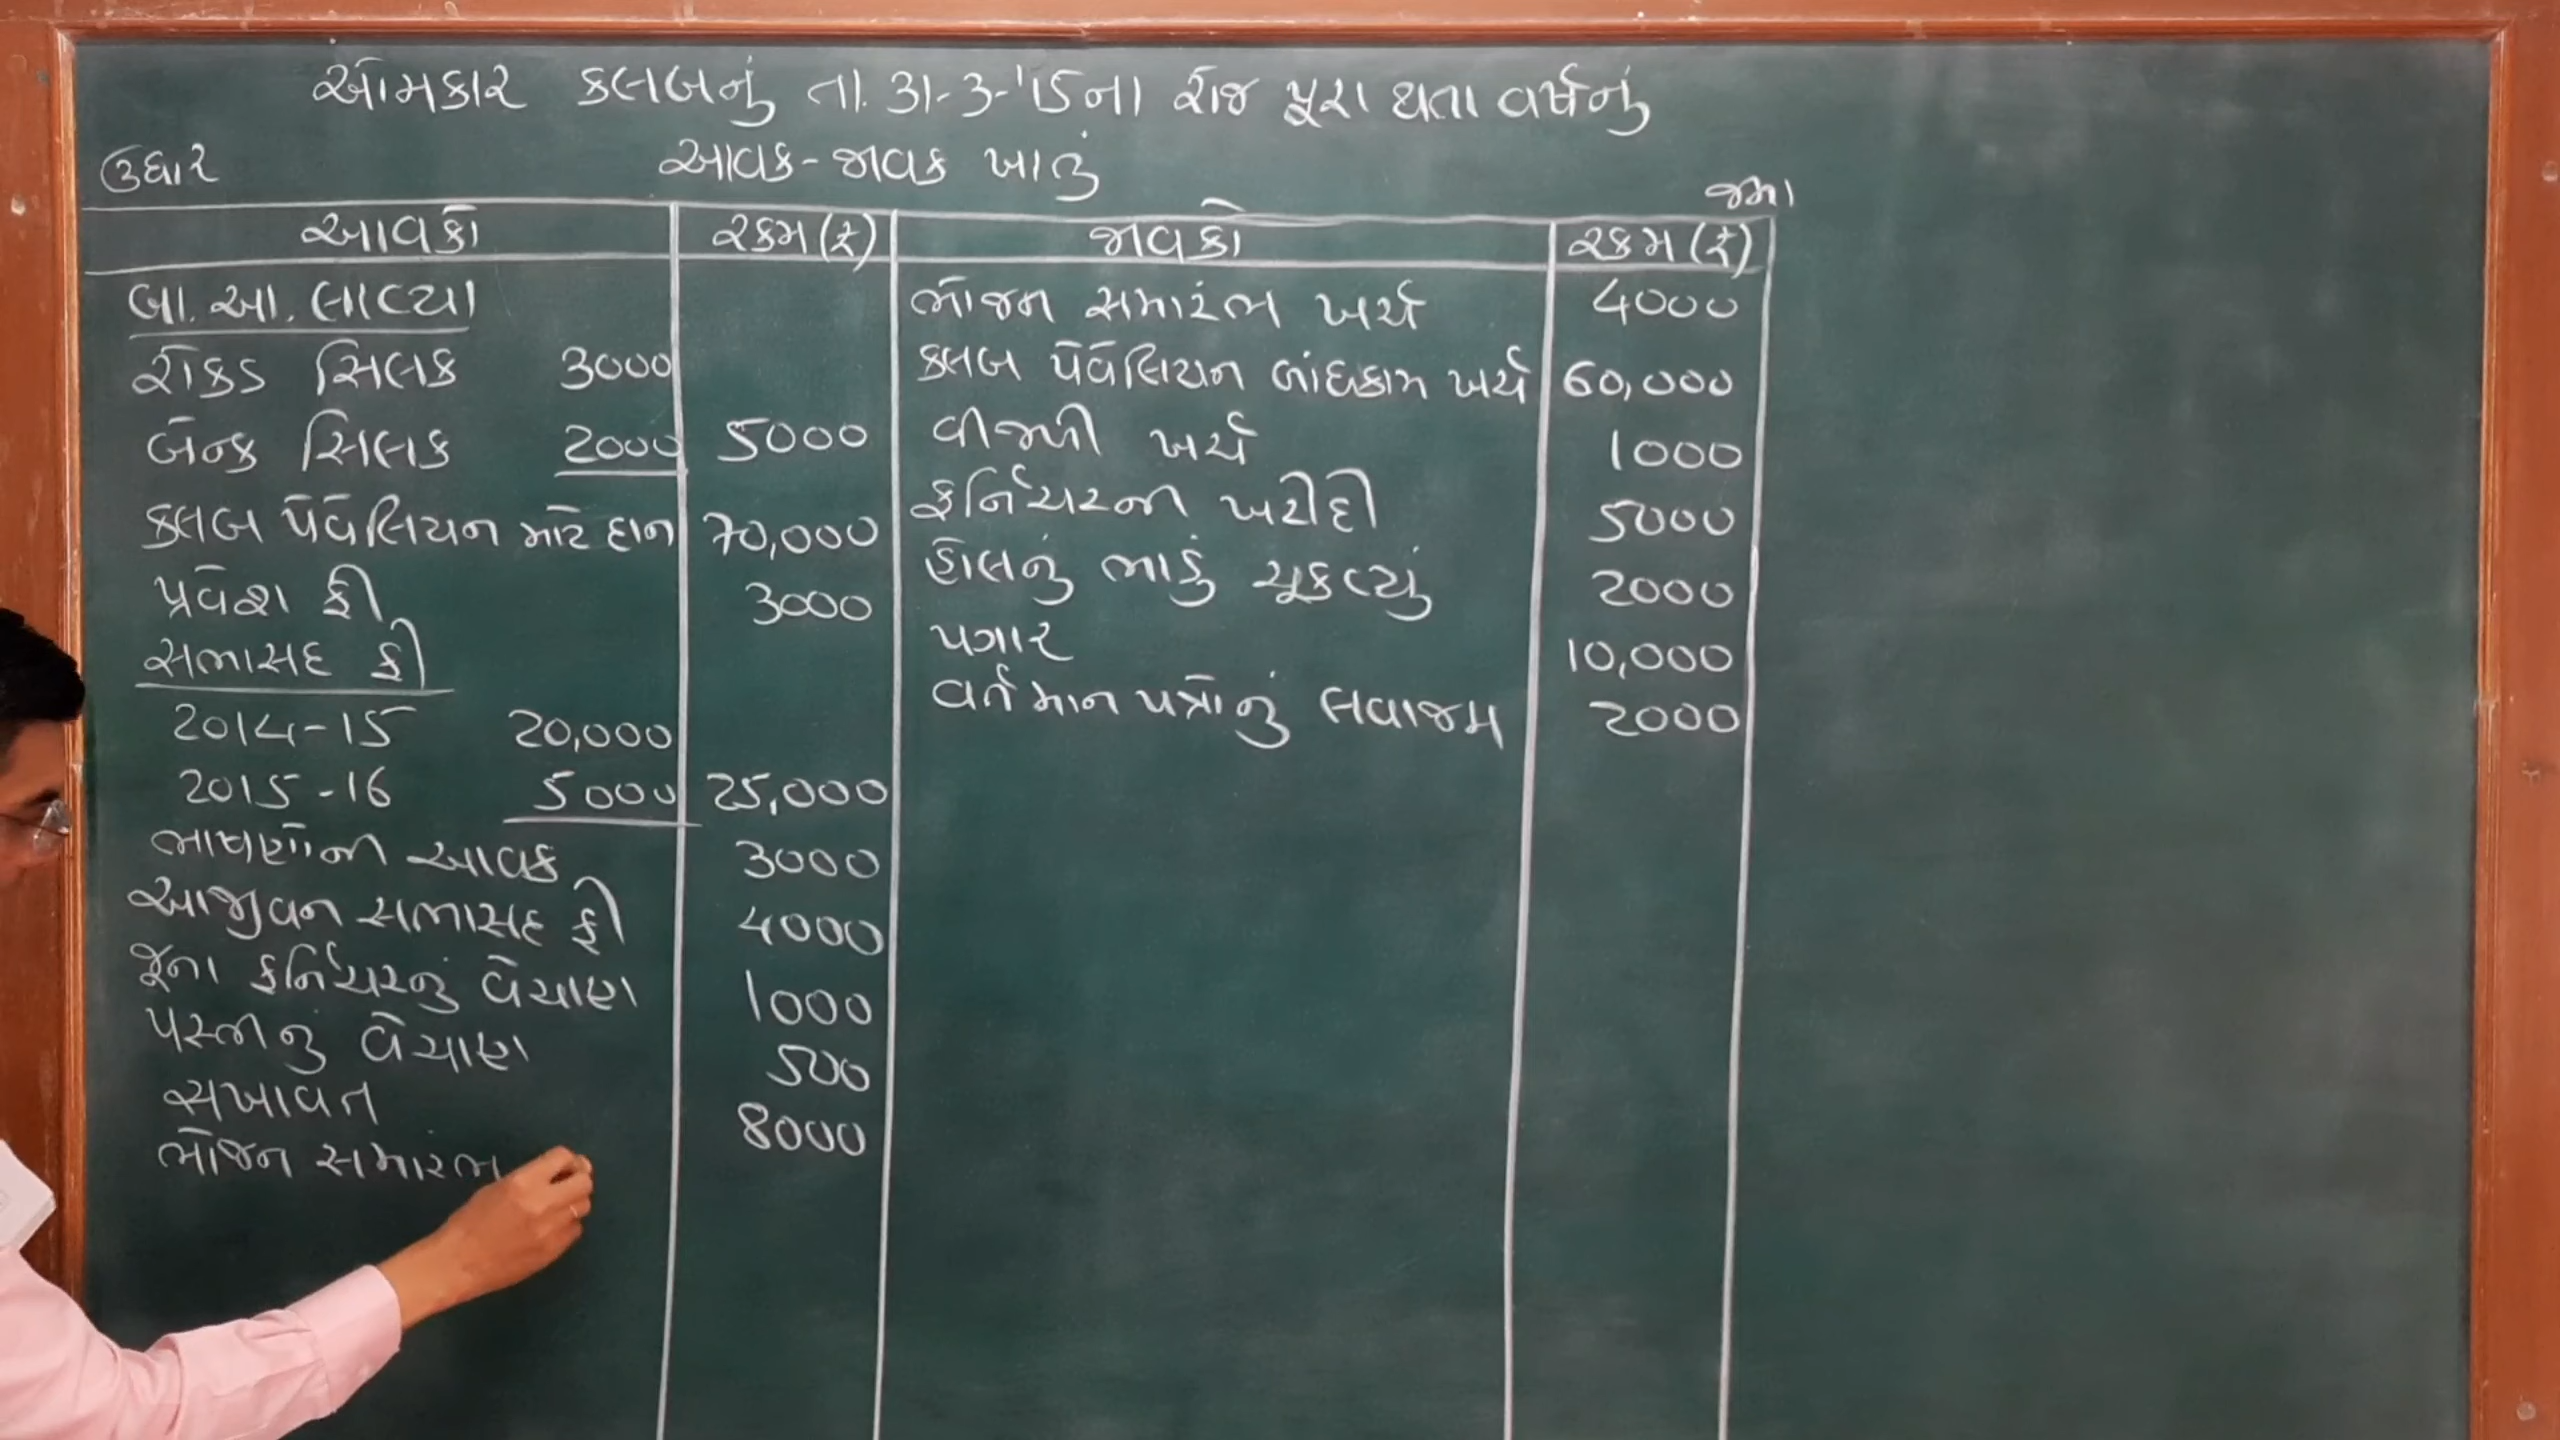 ઓમકાર કલબનું તા. 31-3-'15ના રોજ પૂરા થતા વર્ષનું
ઉધાર આવક-જાવક ખાતું જમા
આવકો રકમ (₹) જાવકો રકમ (₹)
બા. આ. લાવ્યા ભોજન સમારંભ ખર્ચ 4000
રોકડ સિલક 3000 કલબ પેવેલિયન બાંધકામ ખર્ચ 60,000
બેન્ક સિલક 2000 5000 વીજળી ખર્ચ 1000
કલબ પેવેલિયન માટે દાન 70,000 ફર્નિચરની ખરીદી 5000
પ્રવેશ ફી 3000 હોલનું ભાડું ચૂકવ્યું 2000
સભાસદ ફી પગાર 10,000
2014-15 20,000 વર્તમાન પત્રોનું લવાજમ 2000
2015-16 5000 25,000
ભાષણોની આવક 3000
આજીવન સભાસદ ફી 4000
જૂના ફર્નિચરનું વેચાણ 1000
પસ્તીનું વેચાણ 500
સખાવત 8000
ભોજન સમારંભ